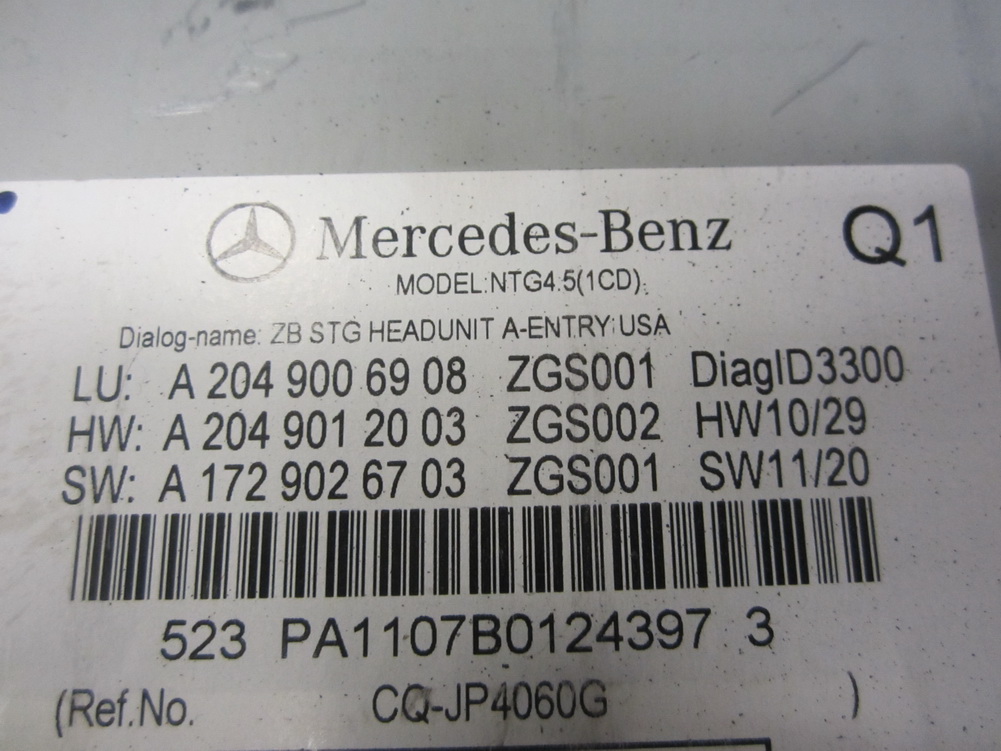 Mercedes-Benz Q1
MODEL:NTG4.5(1CD).
Dialog-name: ZB STG HEADUNIT A-ENTRY USA
LU: A 204 900 69 08 ZGS001 DiagID3300
HW: A 204 901 20 03 ZGS002 HW10/29
SW: A 172 902 67 03 ZGS001 SW11/20
523 PA1107B0124397 3
(Ref.No. CQ-JP4060G )